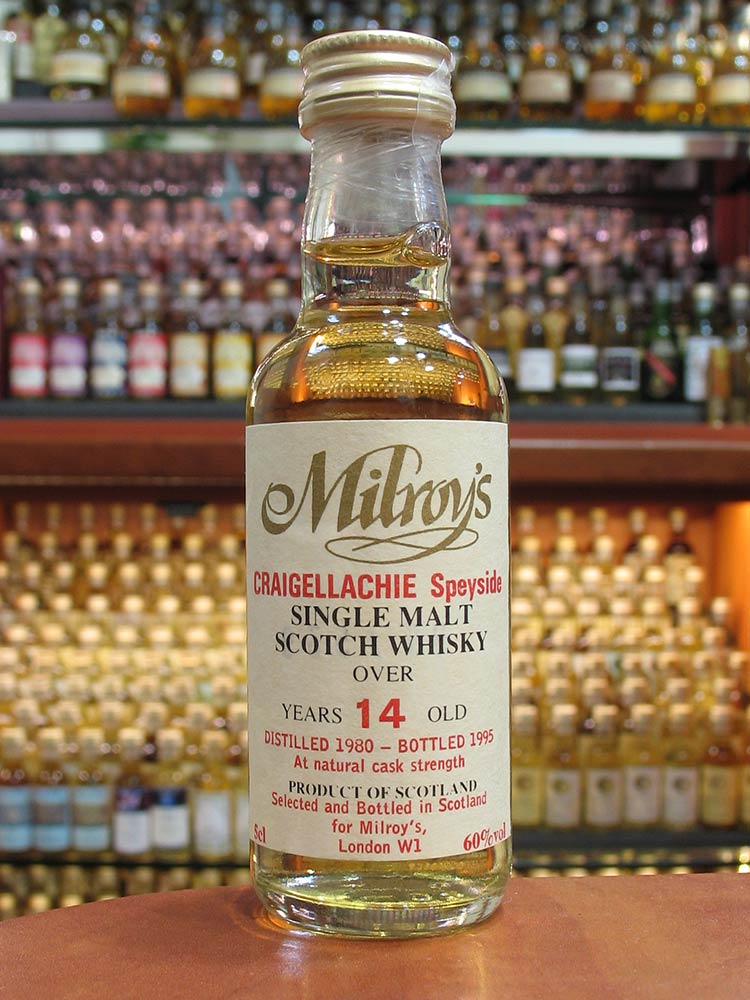 Milroy's
CRAIGELLACHIE Speyside
SINGLE MALT
SCOTCH WHISKY
OVER
YEARS 14 OLD
DISTILLED 1980 – BOTTLED 1995
At natural cask strength
PRODUCT OF SCOTLAND
Selected and Bottled in Scotland
for Milroy's,
5cl London W1 60%vol